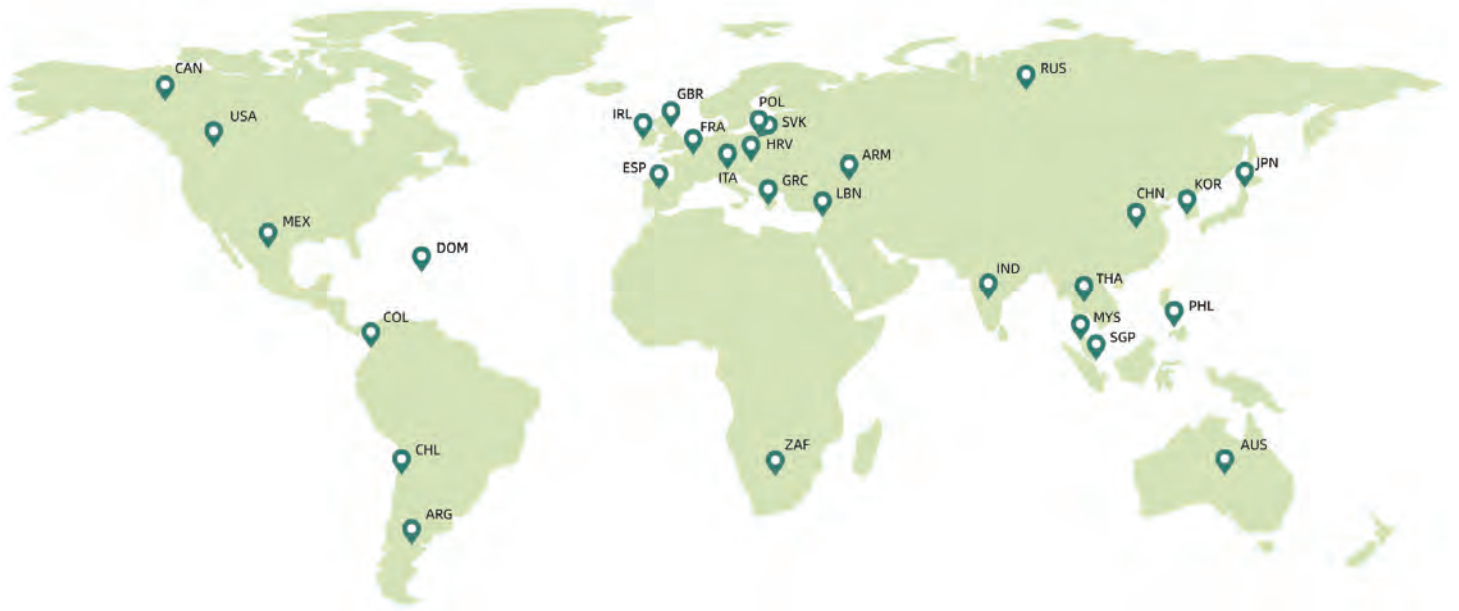 CAN
RUS
GBR
POL
IRL
USA
SVK
FRA
HRV
ARM
JPN
ESP
ITA
GRC
KOR
LBN
CHN
MEX
DOM
IND
THA
PHL
COL
MYS
SGP
CHL
ZAF
AUS
ARG